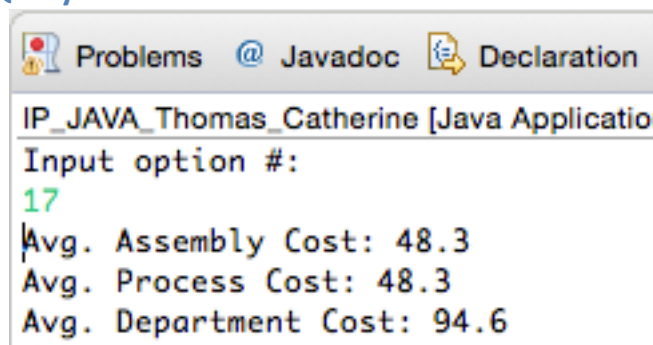 Problems @ Javadoc Declaration
IP_JAVA_Thomas_Catherine [Java Applicatio
Input option #:
17
Avg. Assembly Cost: 48.3
Avg. Process Cost: 48.3
Avg. Department Cost: 94.6